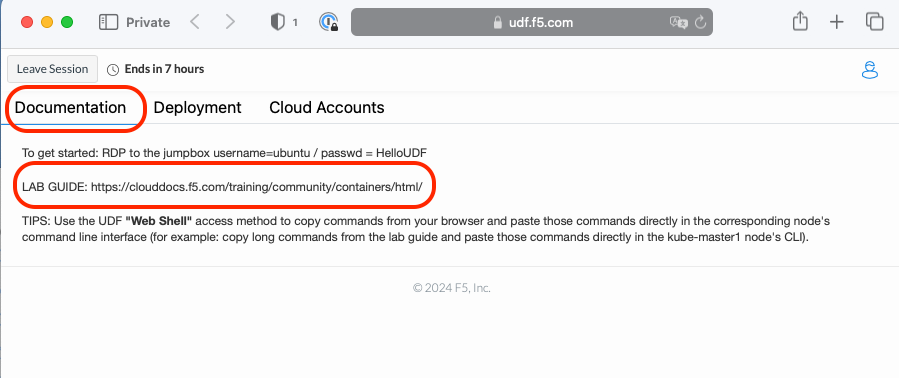 Private
1
udf.f5.com
Leave Session
Ends in 7 hours
Documentation
Deployment
Cloud Accounts
To get started: RDP to the jumpbox username=ubuntu / passwd = HelloUDF
LAB GUIDE: https://clouddocs.f5.com/training/community/containers/html/
TIPS: Use the UDF "Web Shell" access method to copy commands from your browser and paste those commands directly in the corresponding node's
command line interface (for example: copy long commands from the lab guide and paste those commands directly in the kube-master1 node's CLI).
© 2024 F5, Inc.